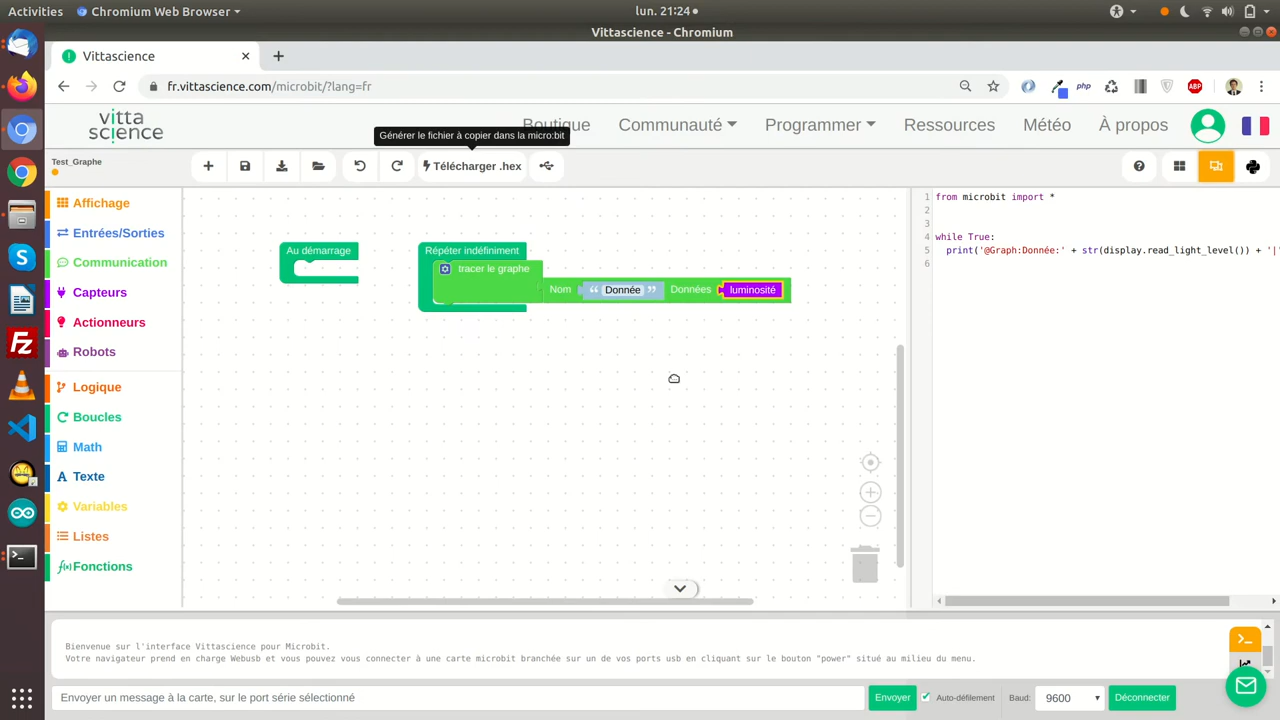 Activities
Chromium Web Browser
lun. 21:24
Vittascience - Chromium
Vittascience
fr.vittascience.com/microbit/?lang=fr
php
ABP
vitta
science
Boutique
Communauté
Programmer
Ressources
Météo
À propos
Générer le fichier à copier dans la micro:bit
Test_Graphe
Télécharger .hex
Affichage
Entrées/Sorties
Communication
Capteurs
Actionneurs
Robots
Logique
Boucles
Math
Texte
Variables
Listes
Fonctions
Au démarrage
Répéter indéfiniment
tracer le graphe
Nom “ Donnée ” Données luminosité
1 from microbit import *
2
3
4 while True:
5 print('@Graph:Donnée:' + str(display.read_light_level()) + '|'
6
Bienvenue sur l'interface Vittascience pour Microbit.
Votre navigateur prend en charge Webusb et vous pouvez vous connecter à une carte microbit branchée sur un de vos ports usb en cliquant sur le bouton "power" situé au milieu du menu.
Envoyer un message à la carte, sur le port série sélectionné
Envoyer
Auto-défilement
Baud:
9600
Déconnecter